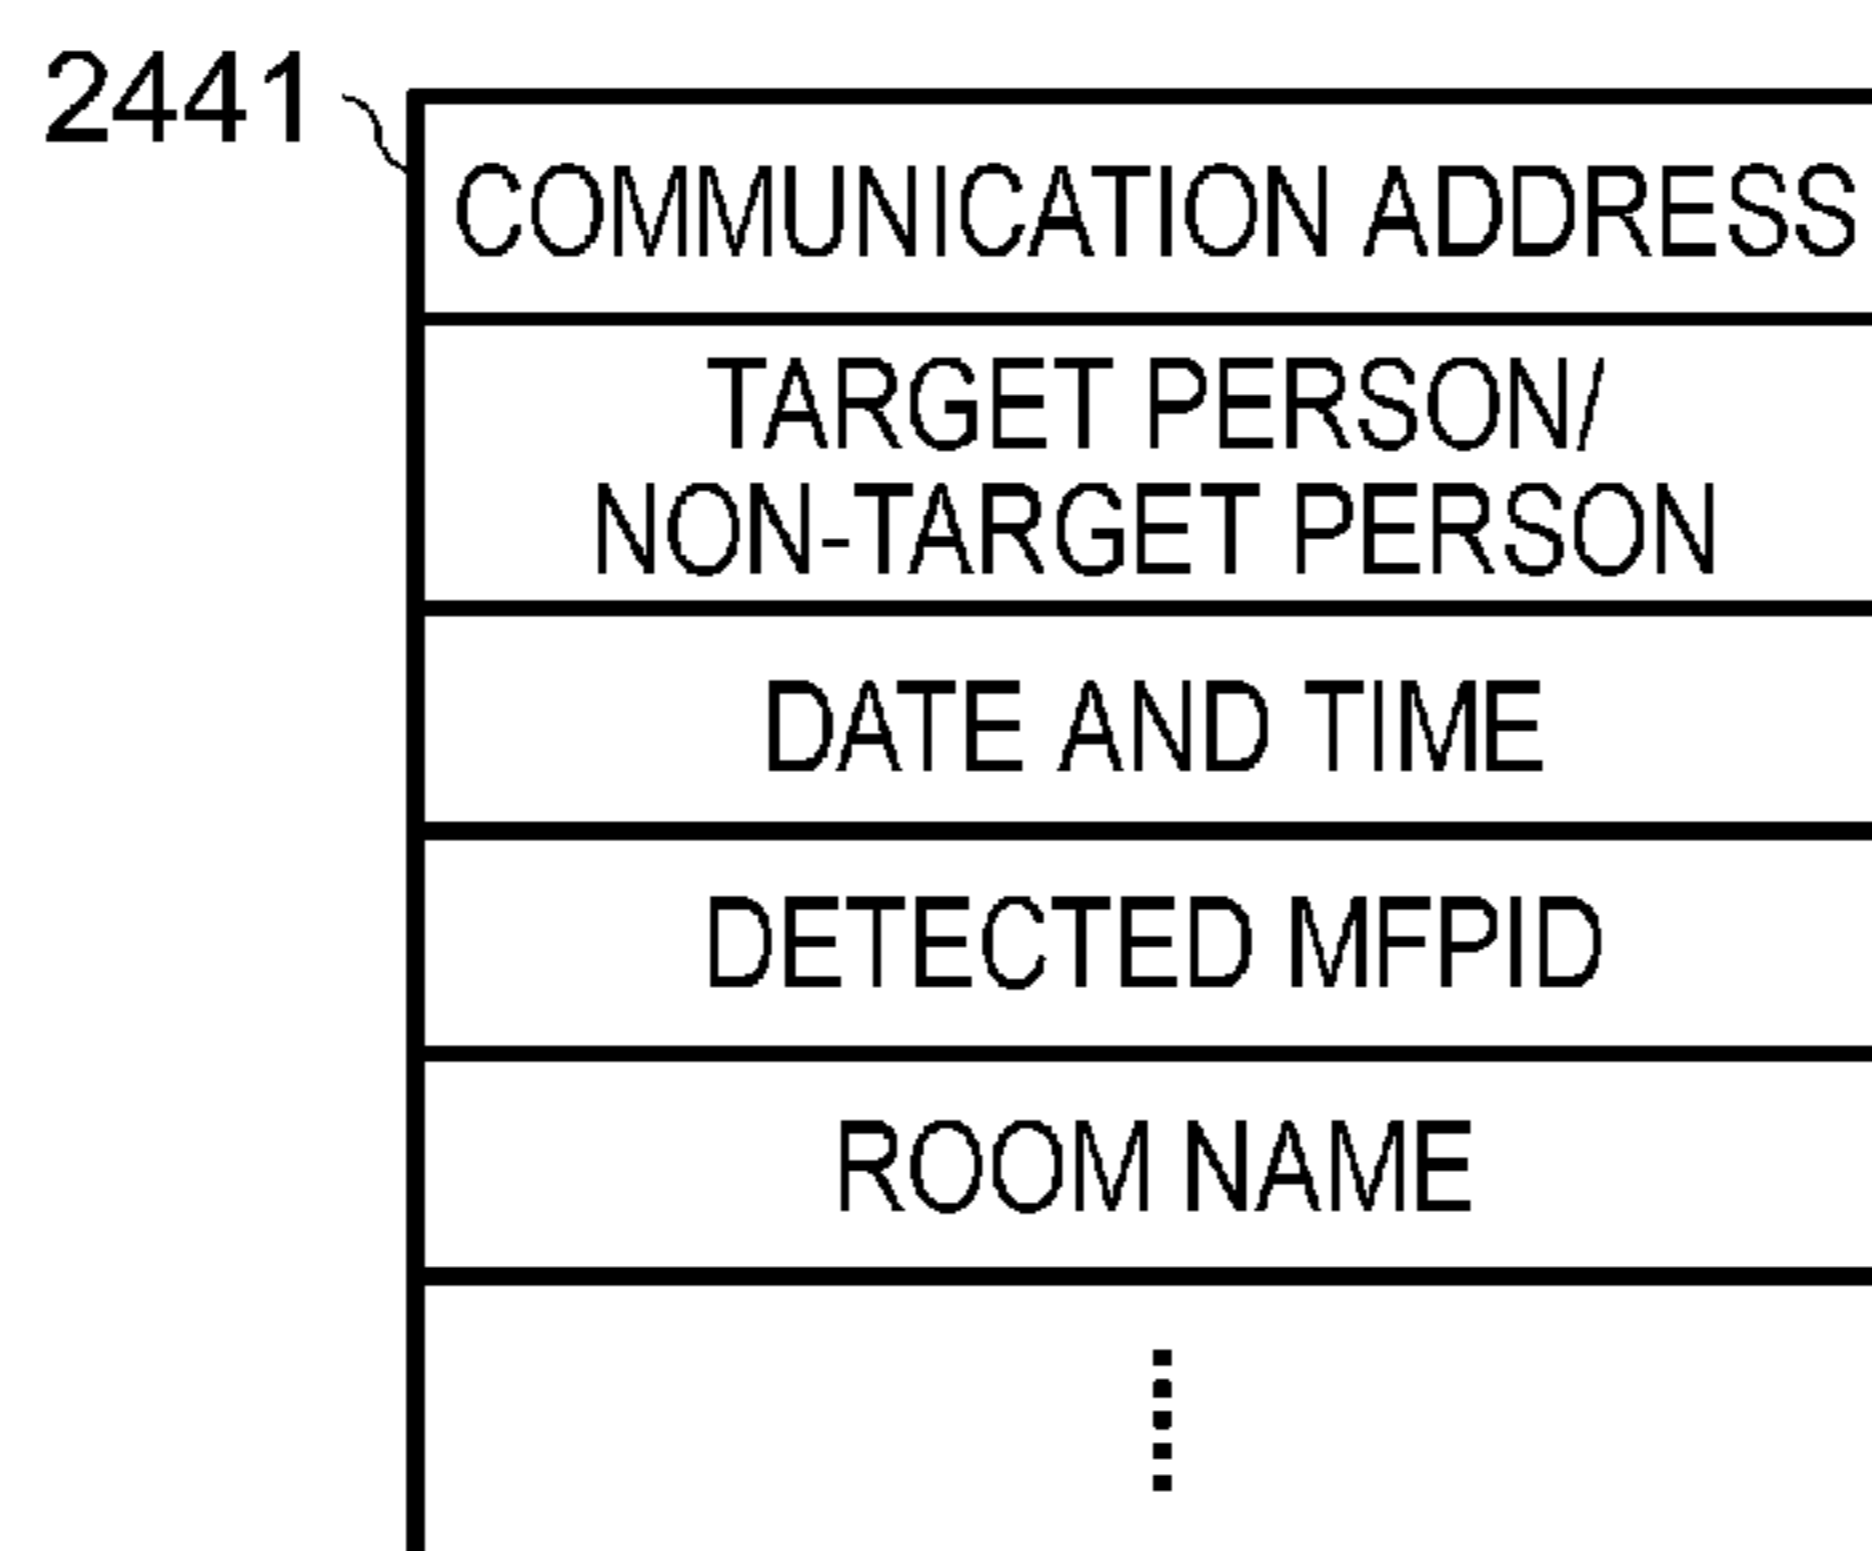 2441
COMMUNICATION ADDRESS
TARGET PERSON/
NON-TARGET PERSON
DATE AND TIME
DETECTED MFPID
ROOM NAME